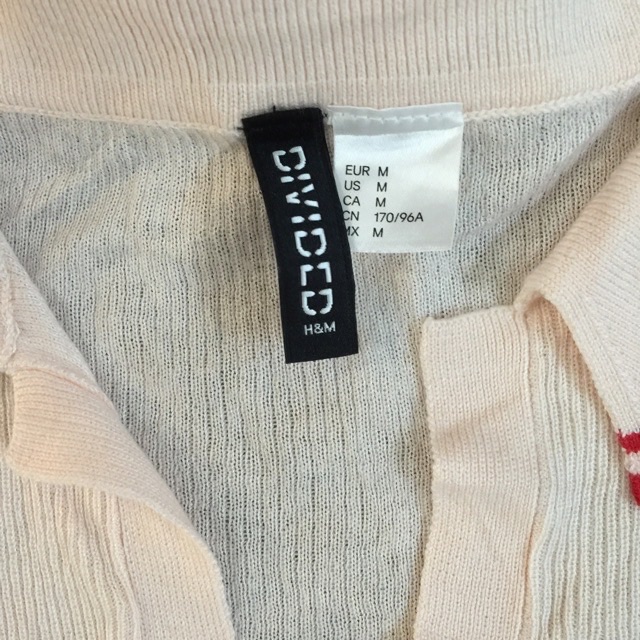 DIVIDED
H&M
EUR M
US M
CA M
CN 170/96A
MX M